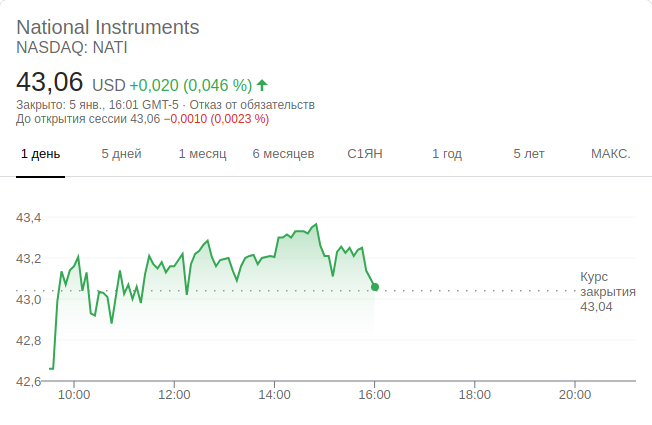 National Instruments
NASDAQ: NATI
43,06 USD +0,020 (0,046 %)
Закрыто: 5 янв., 16:01 GMT-5 · Отказ от обязательств
До открытия сессии 43,06 −0,0010 (0,0023 %)
1 день 5 дней 1 месяц 6 месяцев С1ЯН 1 год 5 лет МАКС.
43,4
43,2
43,0
42,8
42,6
Курс
закрытия
43,04
10:00 12:00 14:00 16:00 18:00 20:00